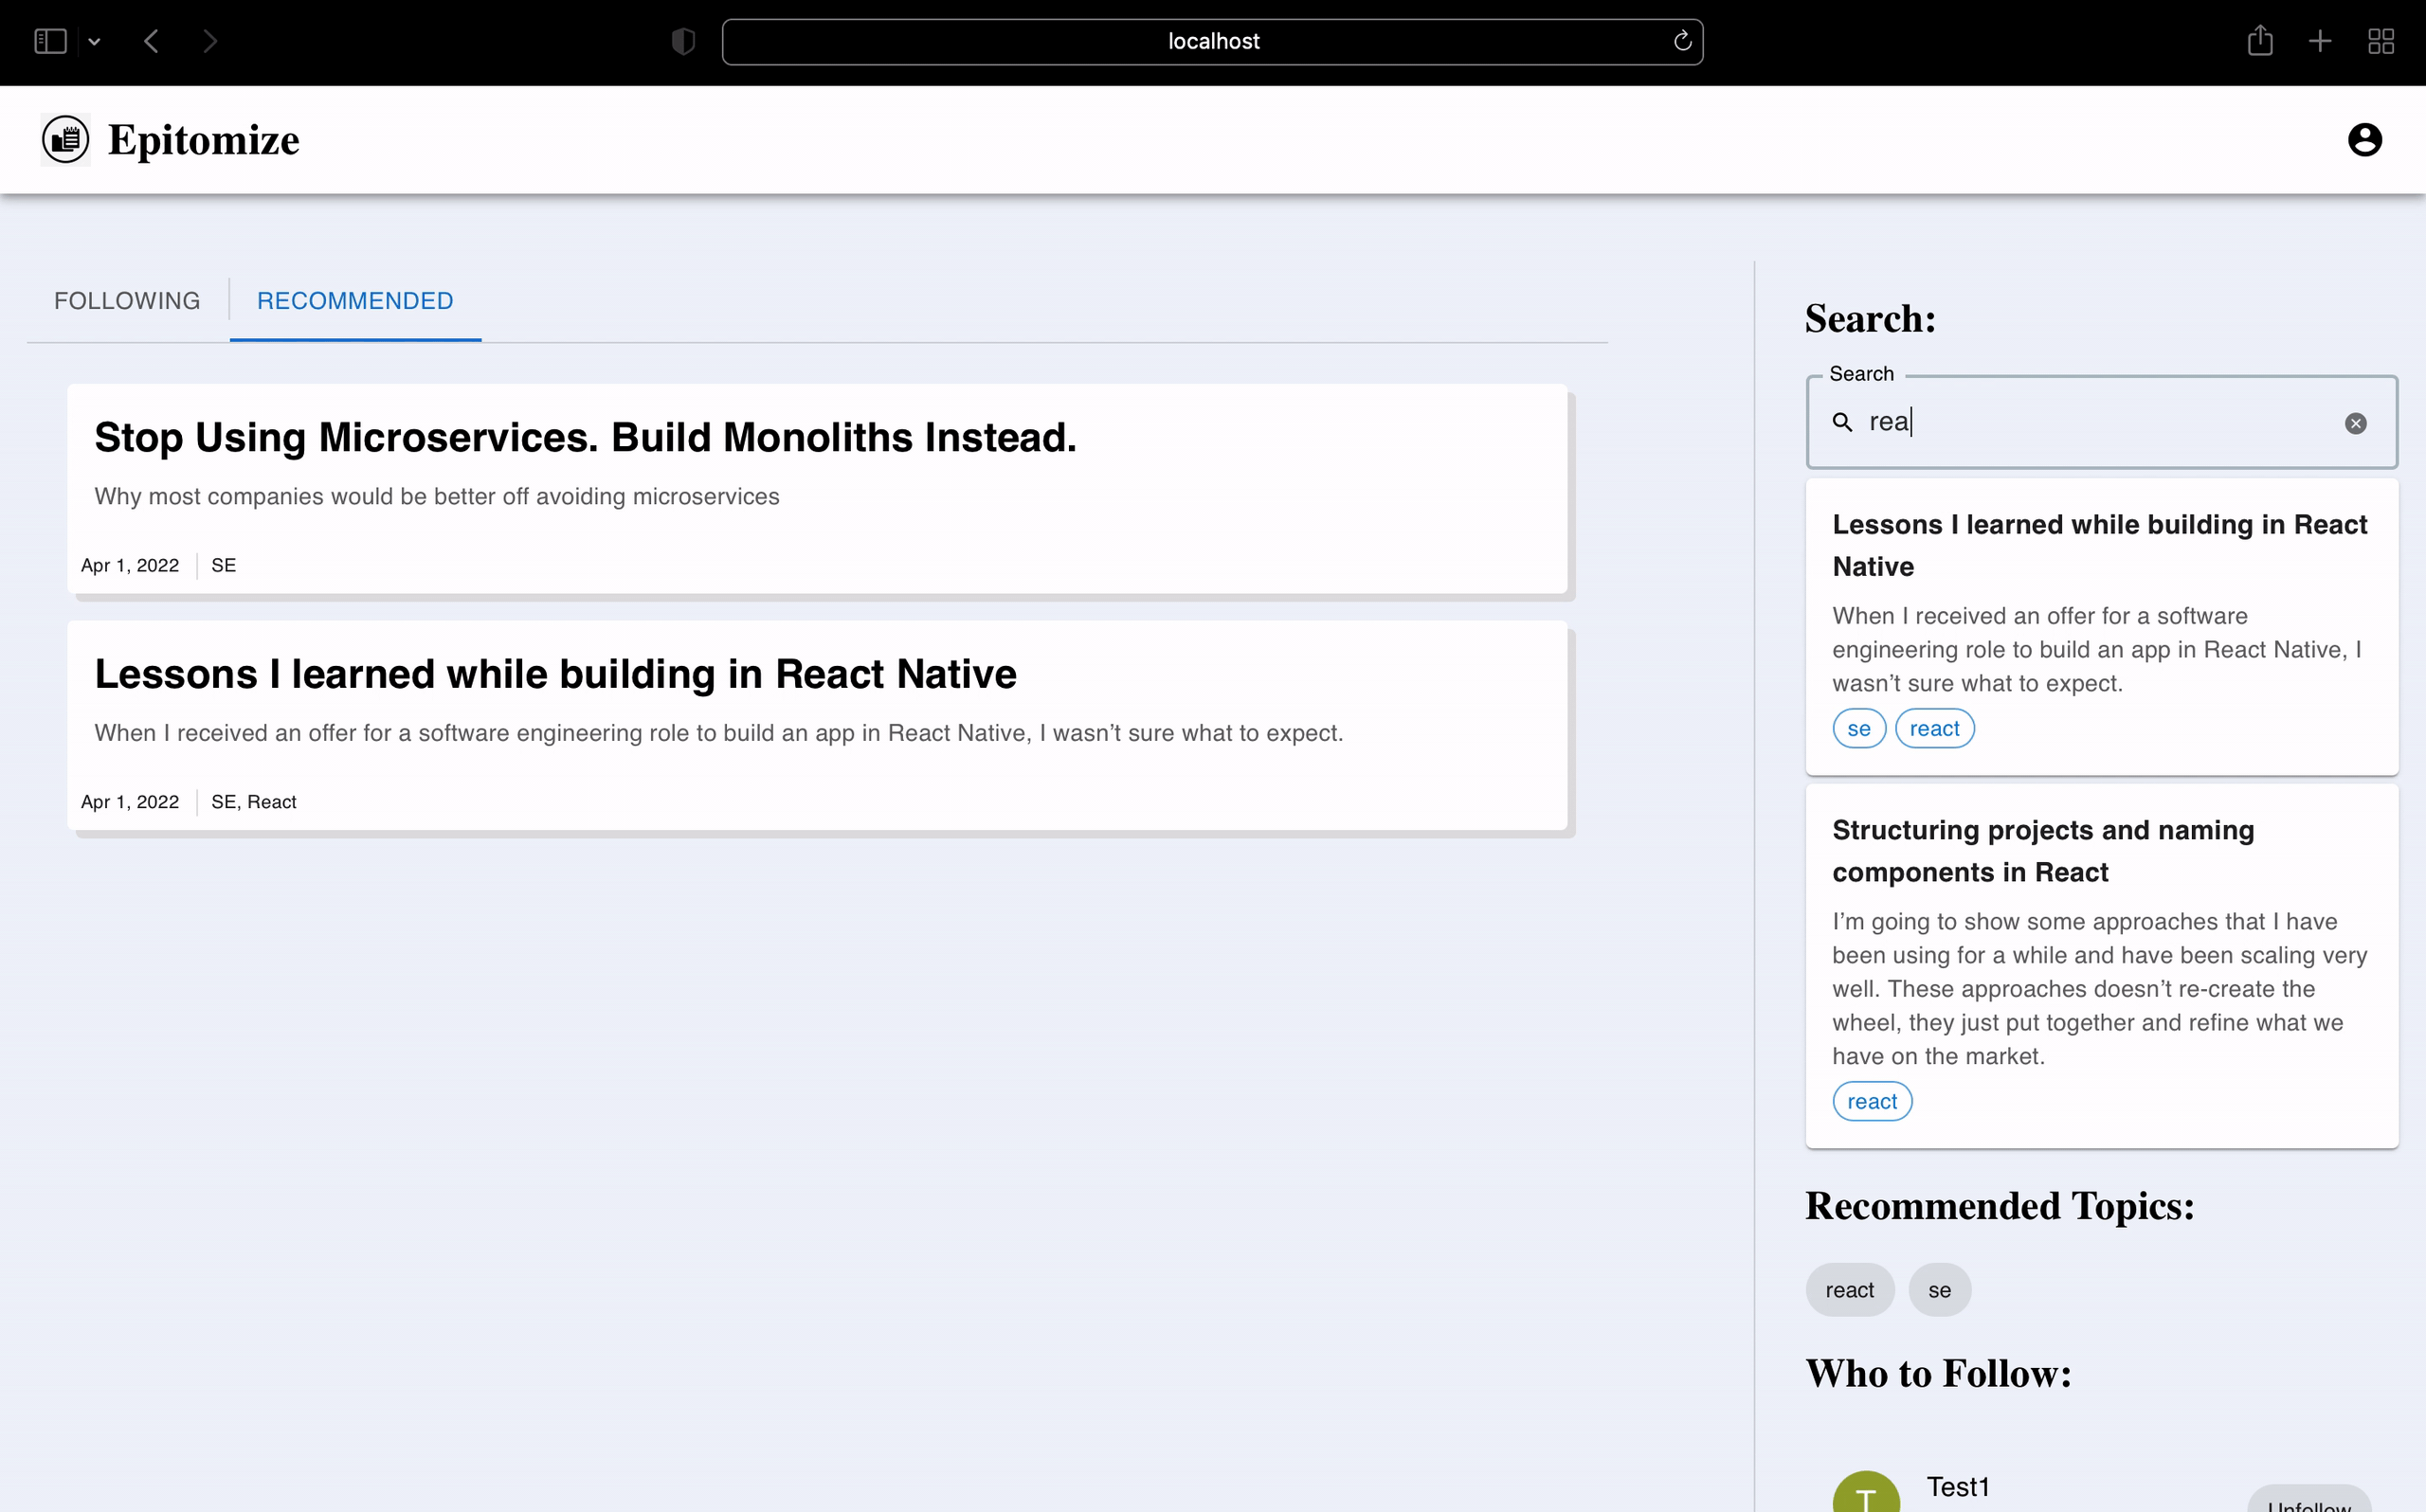 localhost
Epitomize
FOLLOWING
RECOMMENDED
Stop Using Microservices. Build Monoliths Instead.
Why most companies would be better off avoiding microservices
Apr 1, 2022
SE
Lessons I learned while building in React Native
When I received an offer for a software engineering role to build an app in React Native, I wasn’t sure what to expect.
Apr 1, 2022
SE, React
Search:
Search
rea
Lessons I learned while building in React
Native
When I received an offer for a software
engineering role to build an app in React Native, I
wasn’t sure what to expect.
se
react
Structuring projects and naming
components in React
I’m going to show some approaches that I have
been using for a while and have been scaling very
well. These approaches doesn’t re-create the
wheel, they just put together and refine what we
have on the market.
react
Recommended Topics:
react
se
Who to Follow:
T
Test1
Unfollow